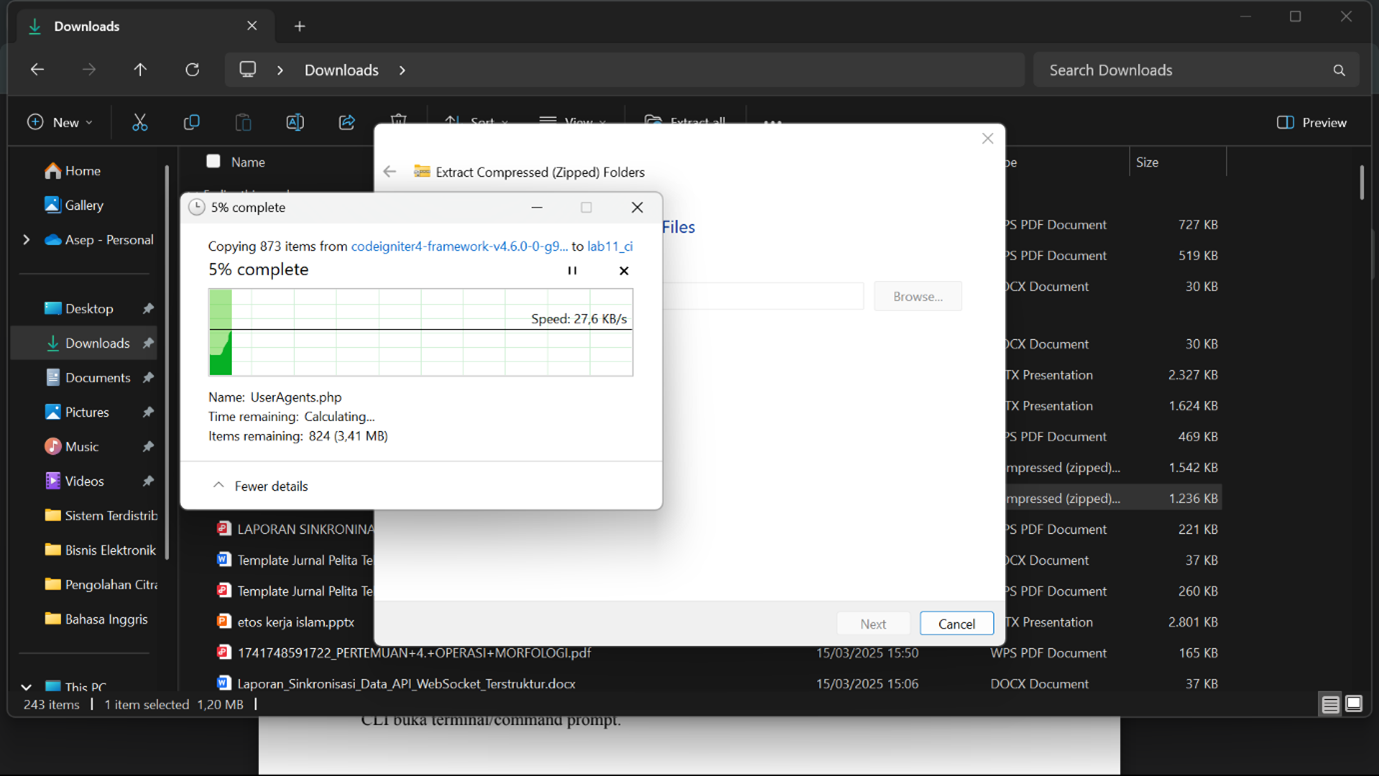 Downloads
Downloads
Search Downloads
New
Sort
View
Extract all
Preview
Home
Gallery
Asep - Personal
Desktop
Downloads
Documents
Pictures
Music
Videos
Sistem Terdistrib
Bisnis Elektronik
Pengolahan Citra
Bahasa Inggris
This PC
Name
Size
PS PDF Document 727 KB
PS PDF Document 519 KB
OCX Document 30 KB
OCX Document 30 KB
TX Presentation 2.327 KB
TX Presentation 1.624 KB
PS PDF Document 469 KB
mpressed (zipped)... 1.542 KB
mpressed (zipped)... 1.236 KB
LAPORAN SINKRONINA
PS PDF Document 221 KB
Template Jurnal Pelita Te
OCX Document 37 KB
Template Jurnal Pelita Te
PS PDF Document 260 KB
etos kerja islam.pptx
TX Presentation 2.801 KB
1741748591722_PERTEMUAN+4.+OPERASI+MORFOLOGI.pdf 15/03/2025 15:50 WPS PDF Document 165 KB
Laporan_Sinkronisasi_Data_API_WebSocket_Terstruktur.docx 15/03/2025 15:06 DOCX Document 37 KB
243 items 1 item selected 1,20 MB
Extract Compressed (Zipped) Folders
Files
Browse...
Next
Cancel
5% complete
Copying 873 items from codeigniter4-framework-v4.6.0-0-g9... to lab11_ci
5% complete
Speed: 27,6 KB/s
Name: UserAgents.php
Time remaining: Calculating...
Items remaining: 824 (3,41 MB)
Fewer details
CLI buka terminal/command prompt.